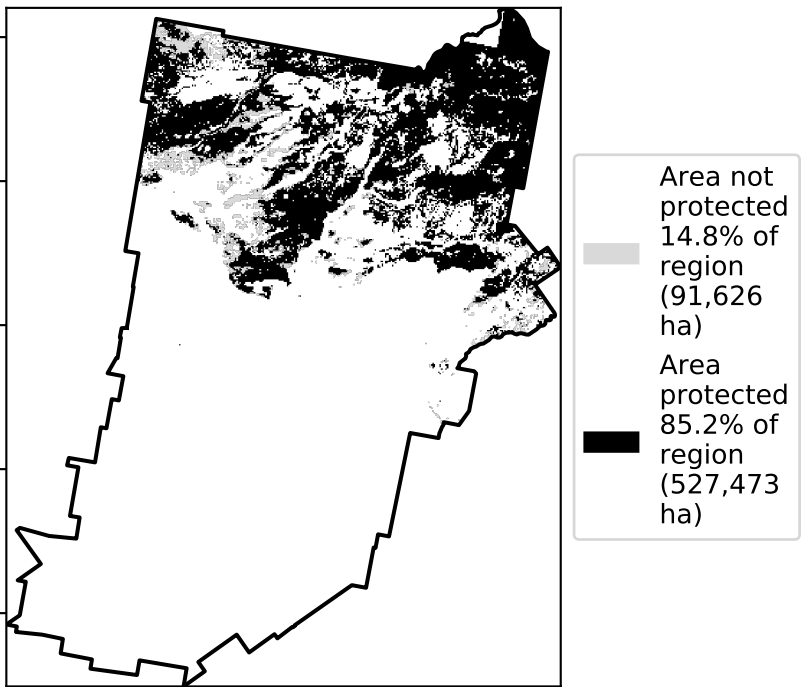 Area not
protected
14.8% of
region
(91,626
ha)
Area
protected
85.2% of
region
(527,473
ha)